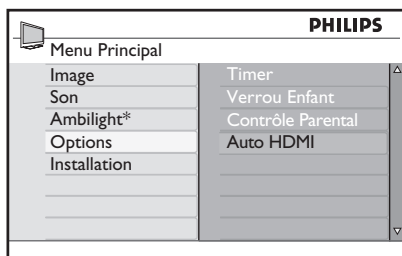 PHILIPS
Menu Principal
Image
Son
Ambilight*
Options
Installation
Timer
Verrou Enfant
Contrôle Parental
Auto HDMI